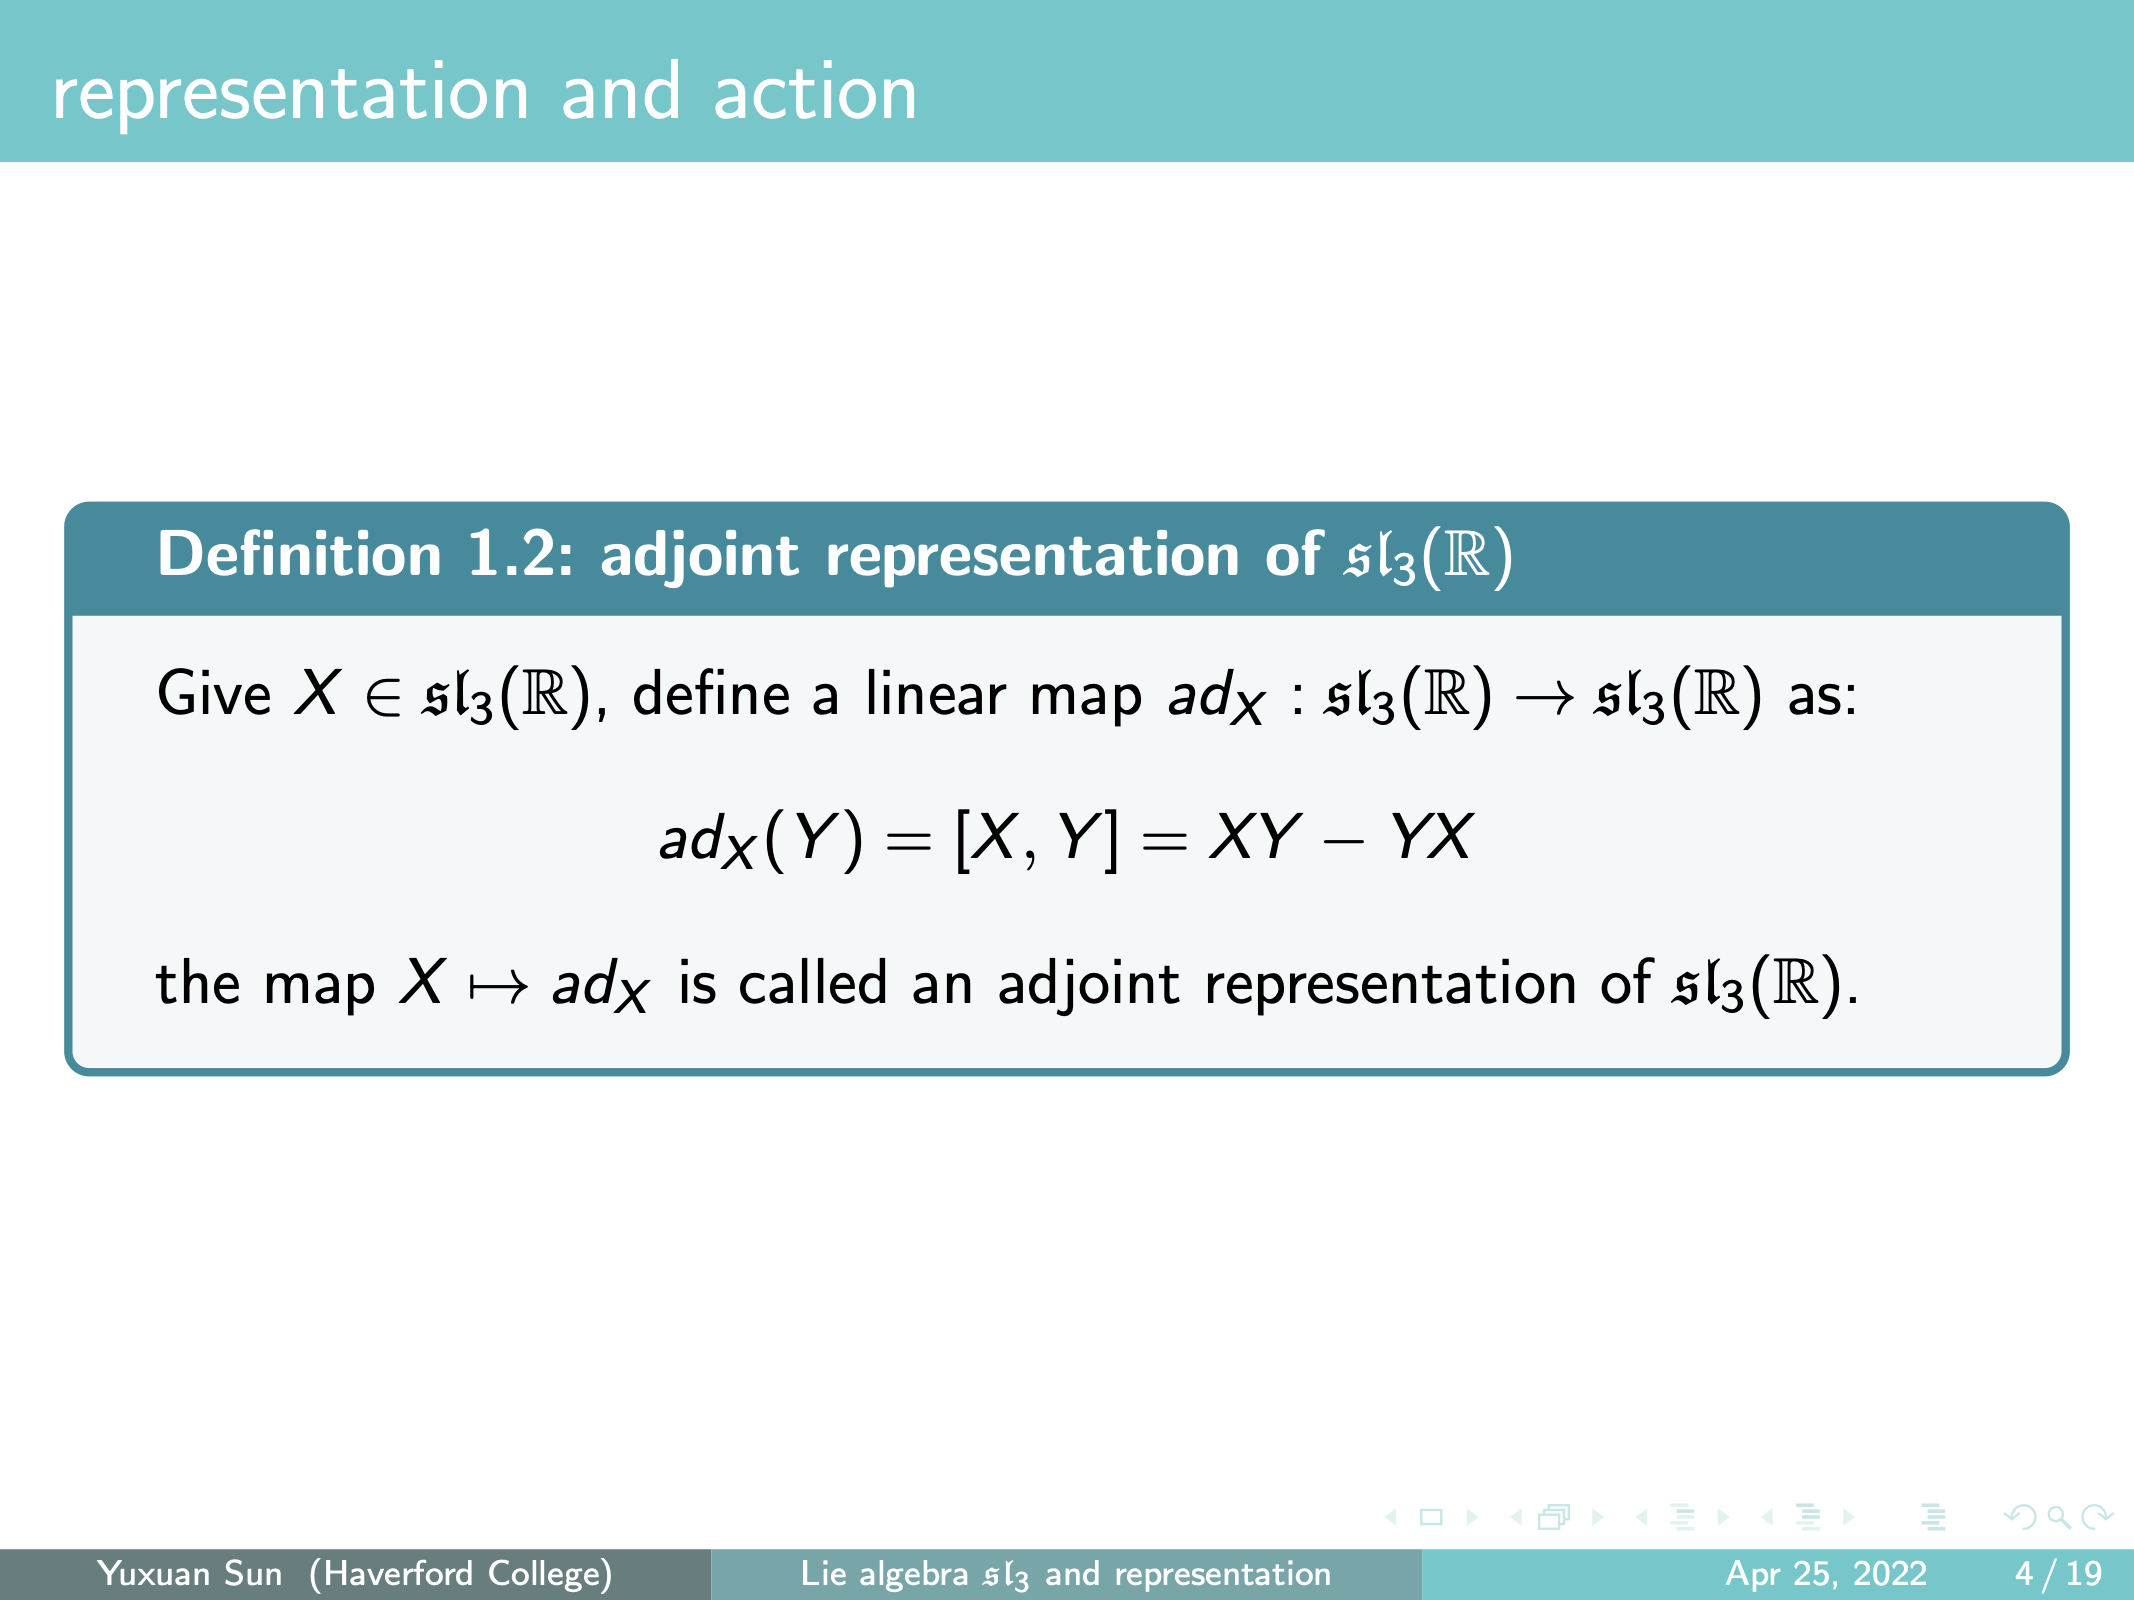 representation and action
Definition 1.2: adjoint representation of 𝔰𝔩₃(ℝ)
Give X ∈ 𝔰𝔩₃(ℝ), define a linear map ad_X : 𝔰𝔩₃(ℝ) → 𝔰𝔩₃(ℝ) as:
ad_X(Y) = [X, Y] = XY − YX
the map X ↦ ad_X is called an adjoint representation of 𝔰𝔩₃(ℝ).
Yuxuan Sun (Haverford College) Lie algebra 𝔰𝔩₃ and representation Apr 25, 2022 4 / 19